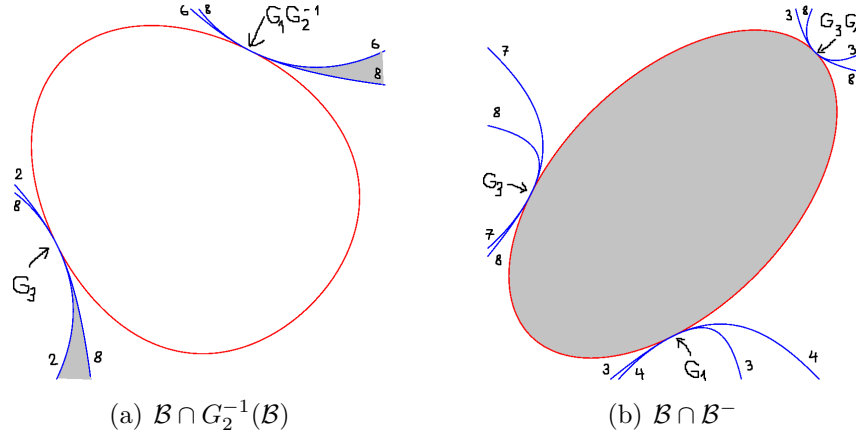 6 8 G₁G₂⁻¹ 6 8
2 8 G₃ 2 8
(a) 𝓑 ∩ G₂⁻¹(𝓑)
3 8 G₃G 3 8
7 8 G₃ 7 8
3 4 G₁ 3 4
(b) 𝓑 ∩ 𝓑⁻